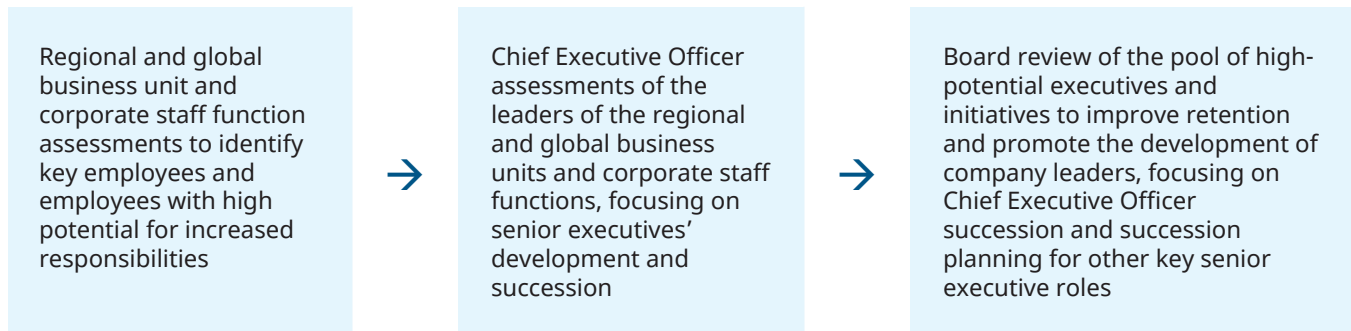 Regional and global
business unit and
corporate staff function
assessments to identify
key employees and
employees with high
potential for increased
responsibilities
Chief Executive Officer
assessments of the
leaders of the regional
and global business
units and corporate staff
functions, focusing on
senior executives’
development and
succession
Board review of the pool of high-
potential executives and
initiatives to improve retention
and promote the development of
company leaders, focusing on
Chief Executive Officer
succession and succession
planning for other key senior
executive roles